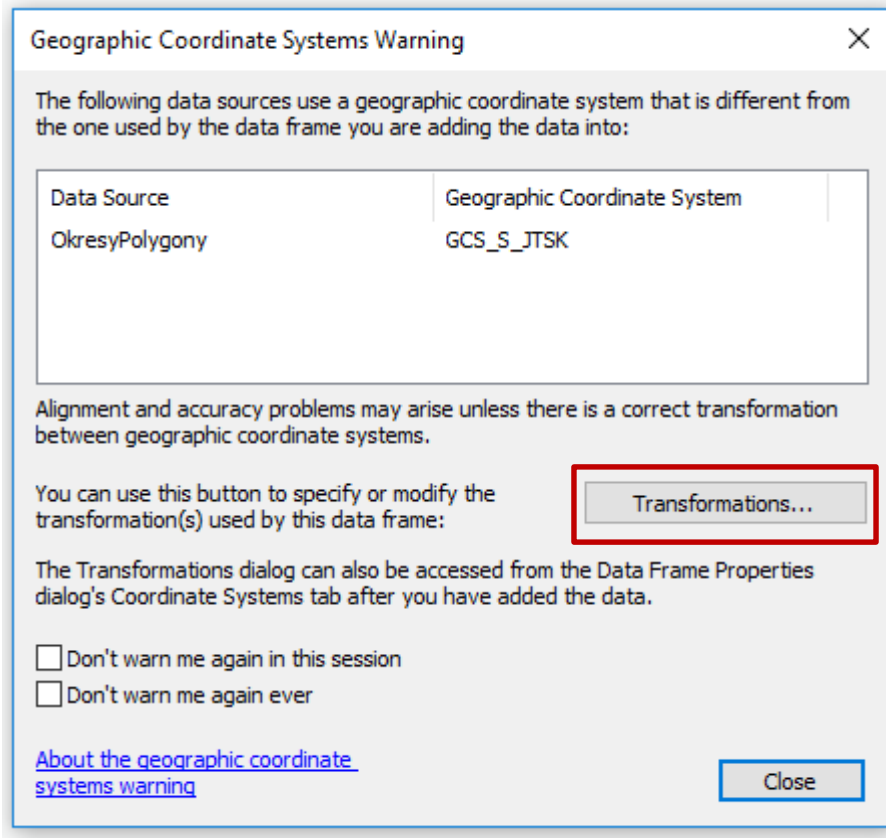 Geographic Coordinate Systems Warning
The following data sources use a geographic coordinate system that is different from
the one used by the data frame you are adding the data into:
Data Source Geographic Coordinate System
OkresyPolygony GCS_S_JTSK
Alignment and accuracy problems may arise unless there is a correct transformation
between geographic coordinate systems.
You can use this button to specify or modify the
transformation(s) used by this data frame:
Transformations...
The Transformations dialog can also be accessed from the Data Frame Properties
dialog's Coordinate Systems tab after you have added the data.
Don't warn me again in this session
Don't warn me again ever
About the geographic coordinate
systems warning
Close